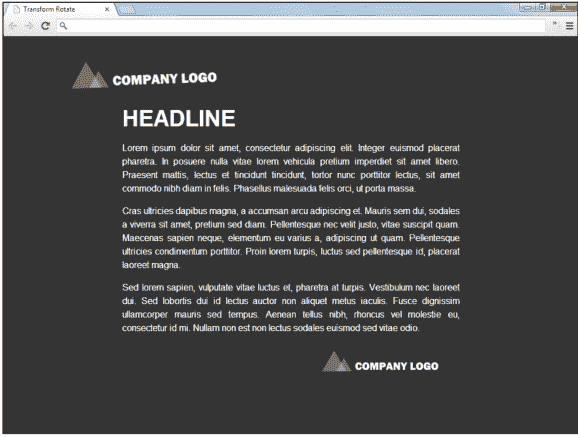 Transform Rotate
COMPANY LOGO
HEADLINE
Lorem ipsum dolor sit amet, consectetur adipiscing elit. Integer euismod placerat
pharetra. In posuere nulla vitae lorem vehicula pretium imperdiet sit amet libero.
Praesent mattis, lectus et tincidunt tincidunt, tortor nunc porttitor lectus, sit amet
commodo nibh diam in felis. Phasellus malesuada felis orci, ut porta massa.
Cras ultricies dapibus magna, a accumsan arcu adipiscing et. Mauris sem dui, sodales
a viverra sit amet, pretium sed diam. Pellentesque nec velit justo, vitae suscipit quam.
Maecenas sapien neque, elementum eu varius a, adipiscing ut quam. Pellentesque
ultricies condimentum porttitor. Proin lorem turpis, luctus sed pellentesque id, placerat
laoreet magna.
Sed lorem sapien, vulputate vitae luctus et, pharetra at turpis. Vestibulum nec laoreet
dui. Sed lobortis dui id lectus auctor non aliquet metus iaculis. Fusce dignissim
ullamcorper mauris sed tempus. Aenean tellus nibh, rhoncus vel molestie eu,
consectetur id mi. Nullam non est non lectus sodales euismod sed vitae odio.
COMPANY LOGO